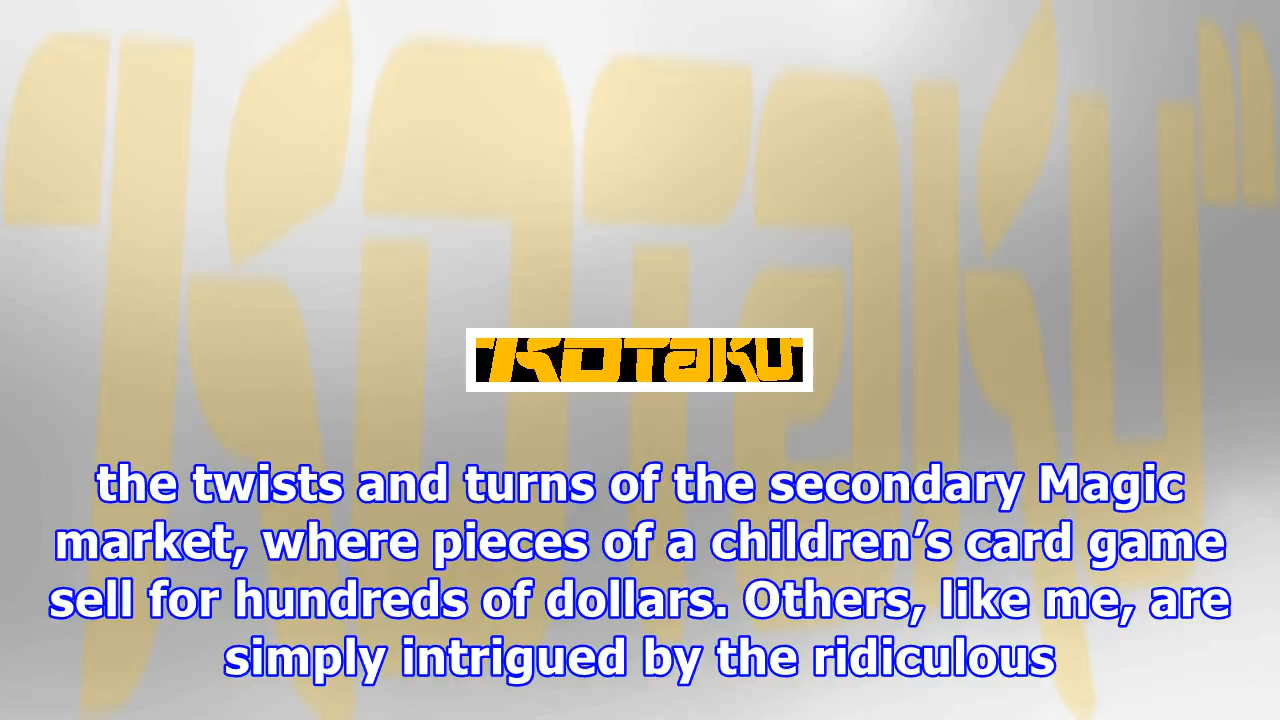 "KOTaKU"
"KOTaKU"
the twists and turns of the secondary Magic
market, where pieces of a children’s card game
sell for hundreds of dollars. Others, like me, are
simply intrigued by the ridiculous